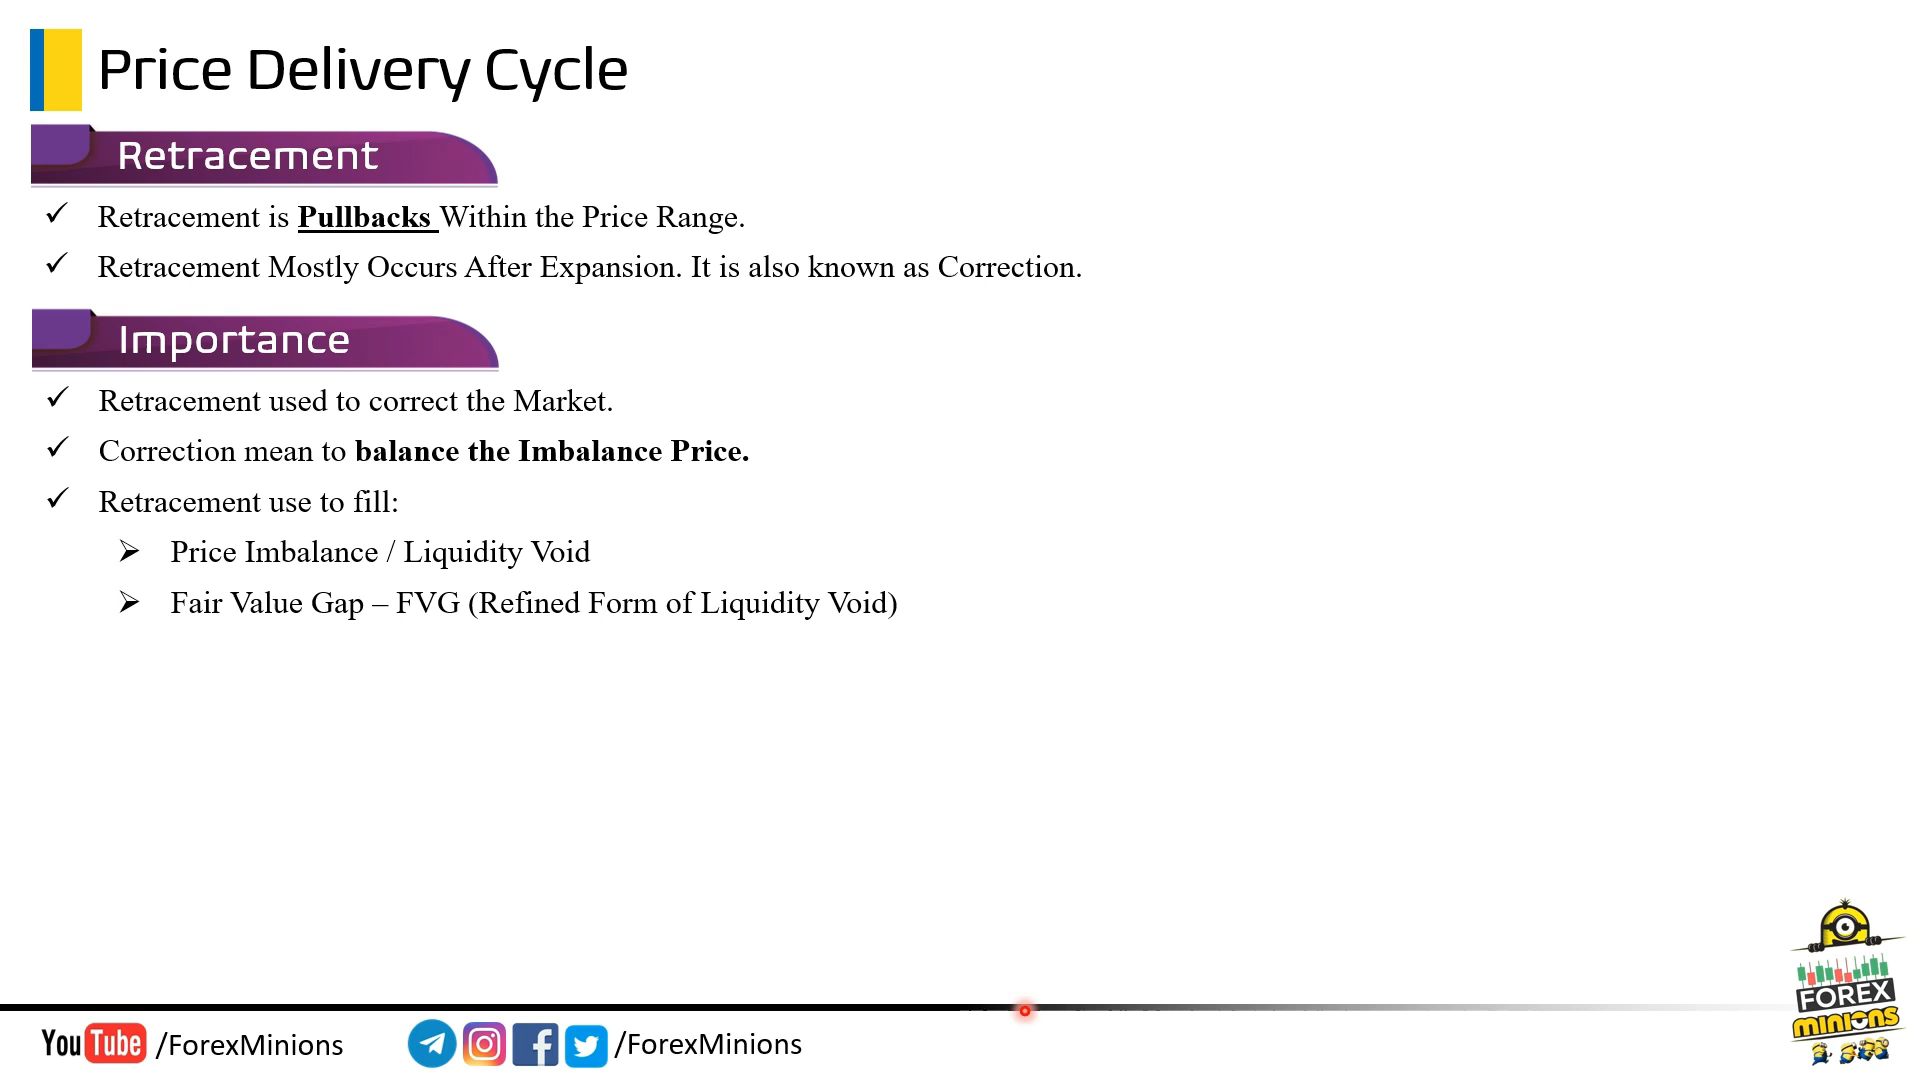 Price Delivery Cycle
Retracement
✓ Retracement is Pullbacks Within the Price Range.
✓ Retracement Mostly Occurs After Expansion. It is also known as Correction.
Importance
✓ Retracement used to correct the Market.
✓ Correction mean to balance the Imbalance Price.
✓ Retracement use to fill:
➢ Price Imbalance / Liquidity Void
➢ Fair Value Gap – FVG (Refined Form of Liquidity Void)
FOREX
minions
YouTube /ForexMinions
/ForexMinions